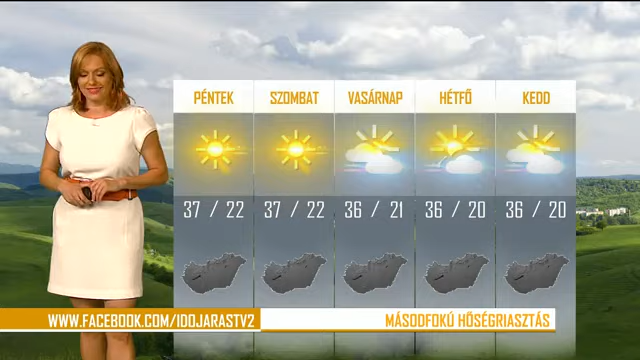 PÉNTEK SZOMBAT VASÁRNAP HÉTFŐ KEDD
37 / 22 37 / 22 36 / 21 36 / 20 36 / 20
WWW.FACEBOOK.COM/IDOJARASTV2 MÁSODFOKÚ HŐSÉGRIASZTÁS